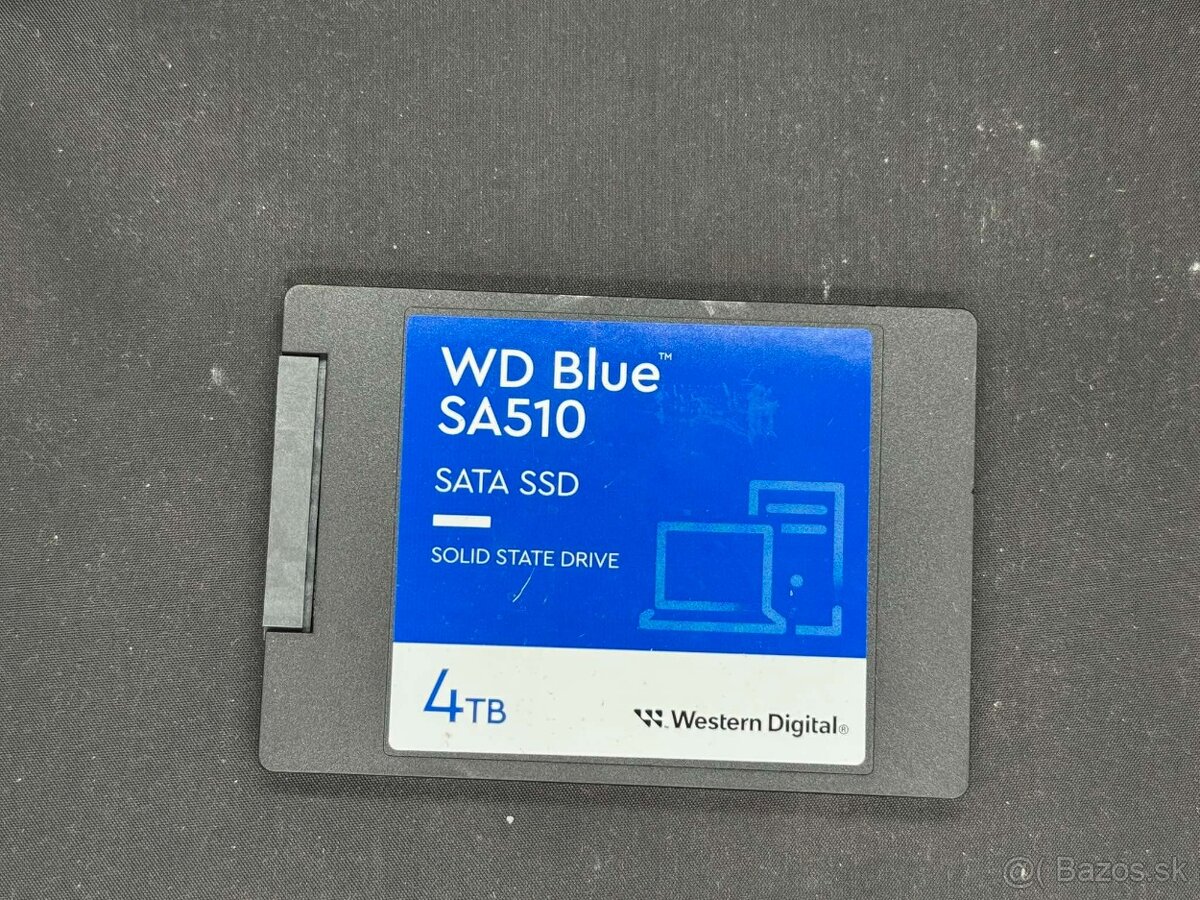 WD Blue™
SA510
SATA SSD
SOLID STATE DRIVE
4TB
Western Digital®
@( Bazos.sk